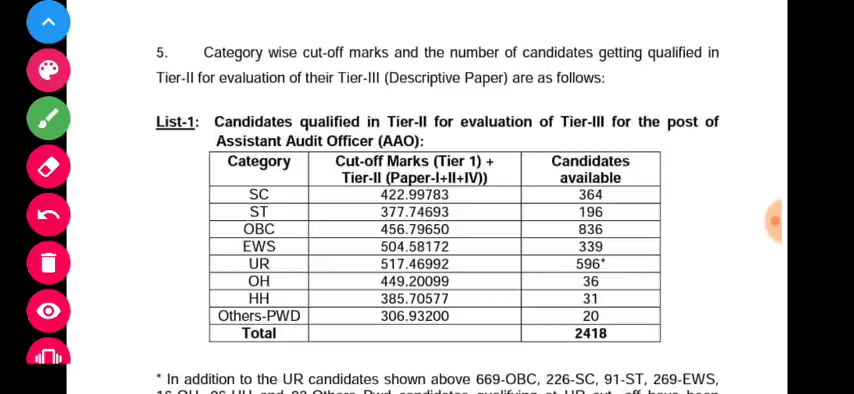 5. Category wise cut-off marks and the number of candidates getting qualified in
Tier-II for evaluation of their Tier-III (Descriptive Paper) are as follows:
List-1: Candidates qualified in Tier-II for evaluation of Tier-III for the post of
Assistant Audit Officer (AAO):
Category Cut-off Marks (Tier 1) + Candidates
Tier-II (Paper-I+II+IV)) available
SC 422.99783 364
ST 377.74693 196
OBC 456.79650 836
EWS 504.58172 339
UR 517.46992 596*
OH 449.20099 36
HH 385.70577 31
Others-PWD 306.93200 20
Total 2418
* In addition to the UR candidates shown above 669-OBC, 226-SC, 91-ST, 269-EWS,